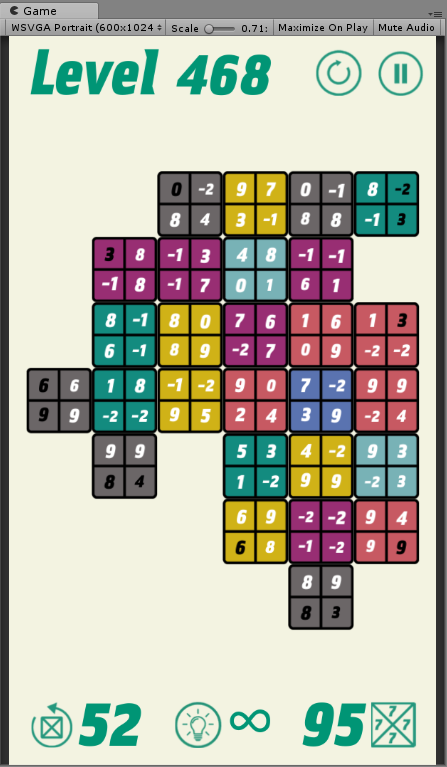 Game
WSVGA Portrait (600x1024 Scale 0.71: Maximize On Play Mute Audio
Level 468
0 -2 9 7 0 -1 8 -2
8 4 3 -1 8 8 -1 3
3 8 -1 3 4 8 -1 -1
-1 8 -1 7 0 1 6 1
8 -1 8 0 7 6 1 6 1 3
6 -1 8 9 -2 7 0 9 -2 -2
6 6 1 8 -1 -2 9 0 7 -2 9 9
9 9 -2 -2 9 5 2 4 3 9 -2 4
9 9 5 3 4 -2 9 3
8 4 1 -2 9 9 -2 3
6 9 -2 -2 9 4
6 8 -1 -2 9 9
8 9
8 3
52 ∞ 95 7 7 7 7